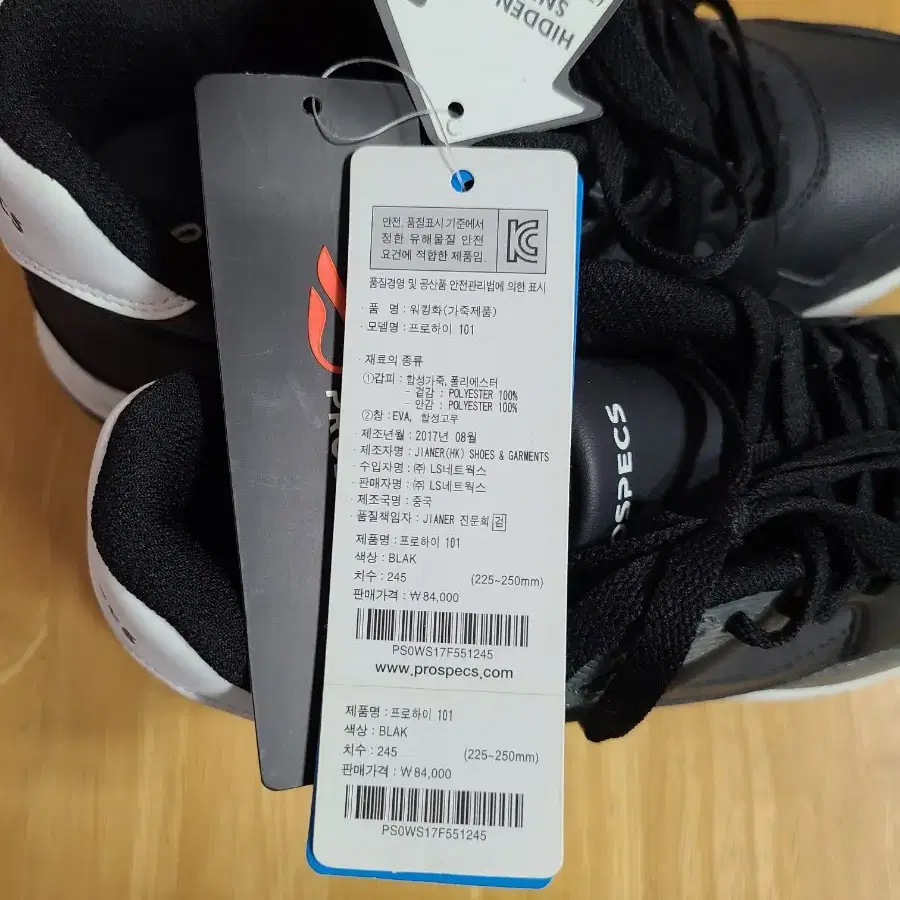 HIDDEN
SN
안전, 품질표시 기준에서
정한 유해물질 안전
요건에 적합한 제품임.
품질경영 및 공산품 안전관리법에 의한 표시
· 품 명 : 워킹화(가죽제품)
· 모델명 : 프로하이 101
· 재료의 종류
①갑피 : 합성가죽, 폴리에스터
- 겉감 : POLYESTER 100%
- 안감 : POLYESTER 100%
②창 : EVA, 합성고무
· 제조년월 : 2017년 08월
· 제조자명 : JIANER(HK) SHOES & GARMENTS
· 수입자명 : ㈜ LS네트웍스
· 판매자명 : ㈜ LS네트웍스
· 제조국명 : 중국
· 품질책임자 : JIANER 진문희 검
제품명 : 프로하이 101
색상 : BLAK
치수 : 245 (225~250mm)
판매가격 : ₩ 84,000
PS0WS17F551245
www.prospecs.com
제품명 : 프로하이 101
색상 : BLAK
치수 : 245 (225~250mm)
판매가격 : ₩ 84,000
PS0WS17F551245
OSPECS